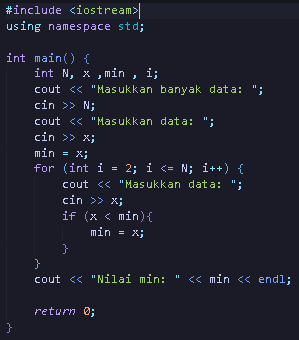 #include <iostream>
using namespace std;

int main() {
    int N, x ,min , i;
    cout << "Masukkan banyak data: ";
    cin >> N;
    cout << "Masukkan data: ";
    cin >> x;
    min = x;
    for (int i = 2; i <= N; i++) {
        cout << "Masukkan data: ";
        cin >> x;
        if (x < min){
            min = x;
        }
    }
    cout << "Nilai min: " << min << endl;

    return 0;
}